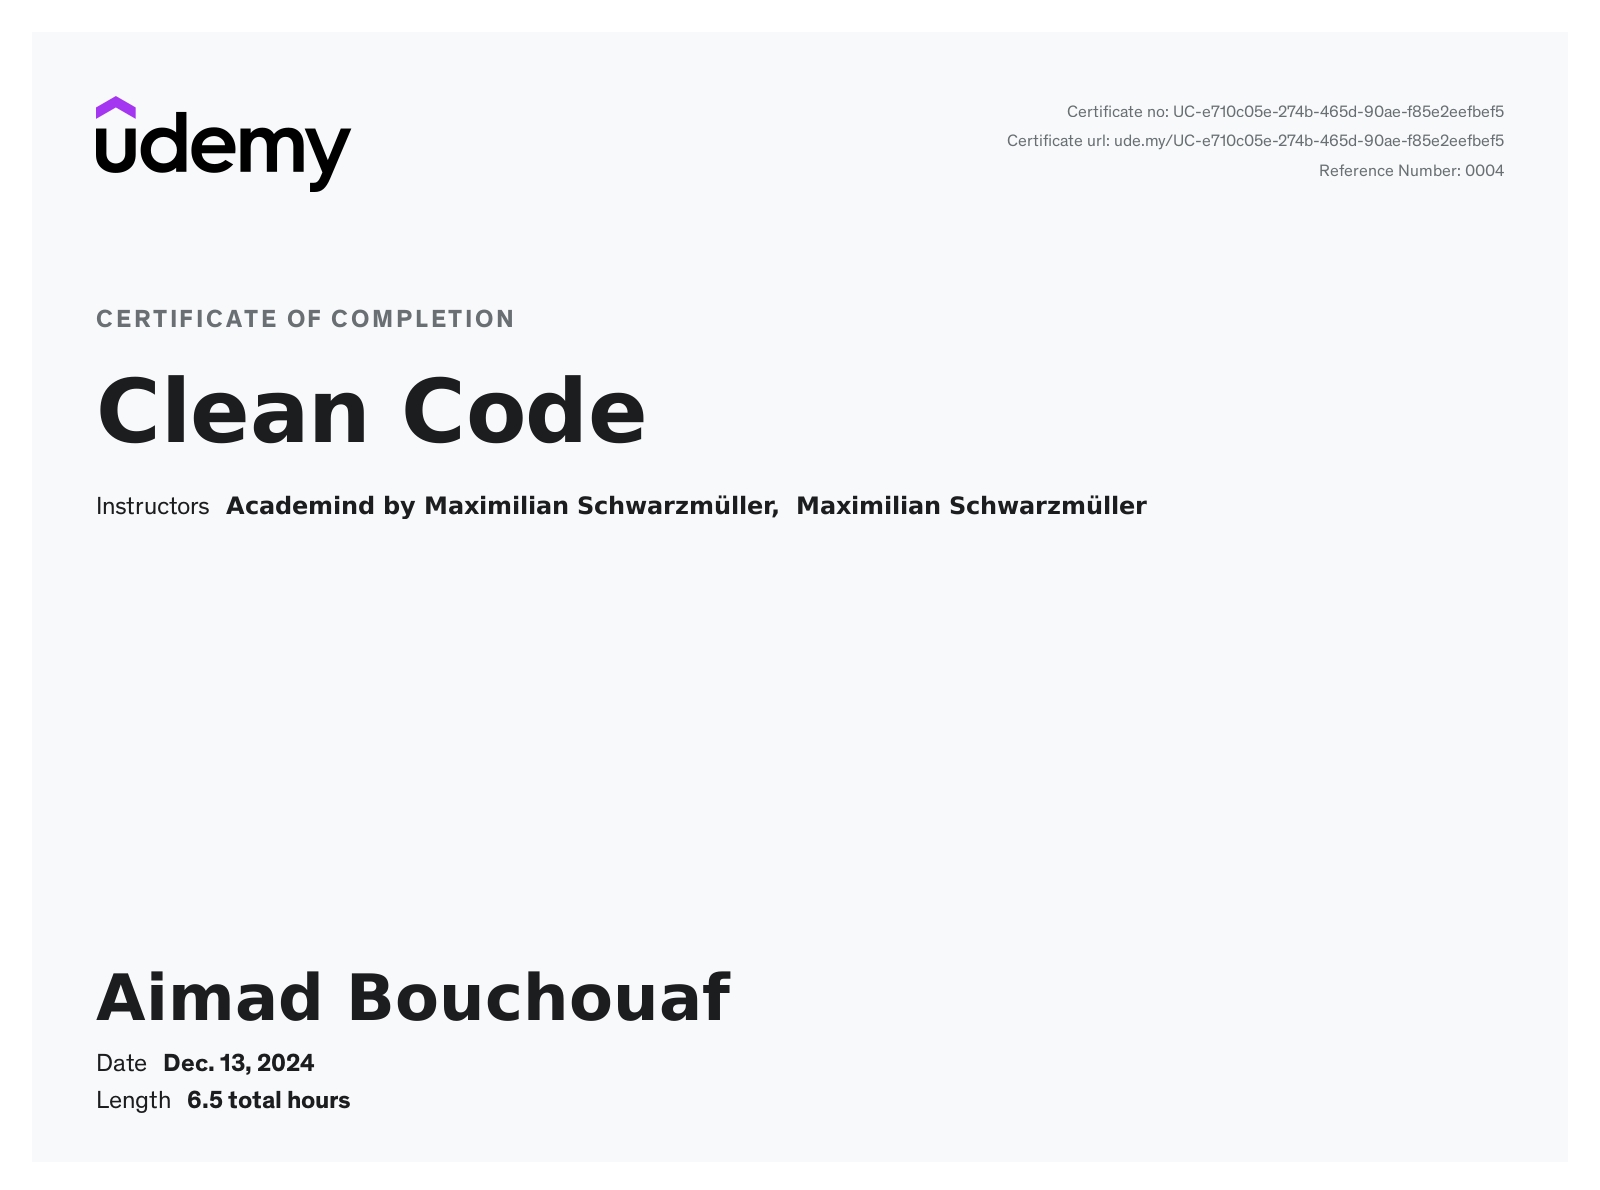 udemy
Certificate no: UC-e710c05e-274b-465d-90ae-f85e2eefbef5
Certificate url: ude.my/UC-e710c05e-274b-465d-90ae-f85e2eefbef5
Reference Number: 0004
CERTIFICATE OF COMPLETION
Clean Code
Instructors Academind by Maximilian Schwarzmüller, Maximilian Schwarzmüller
Aimad Bouchouaf
Date Dec. 13, 2024
Length 6.5 total hours